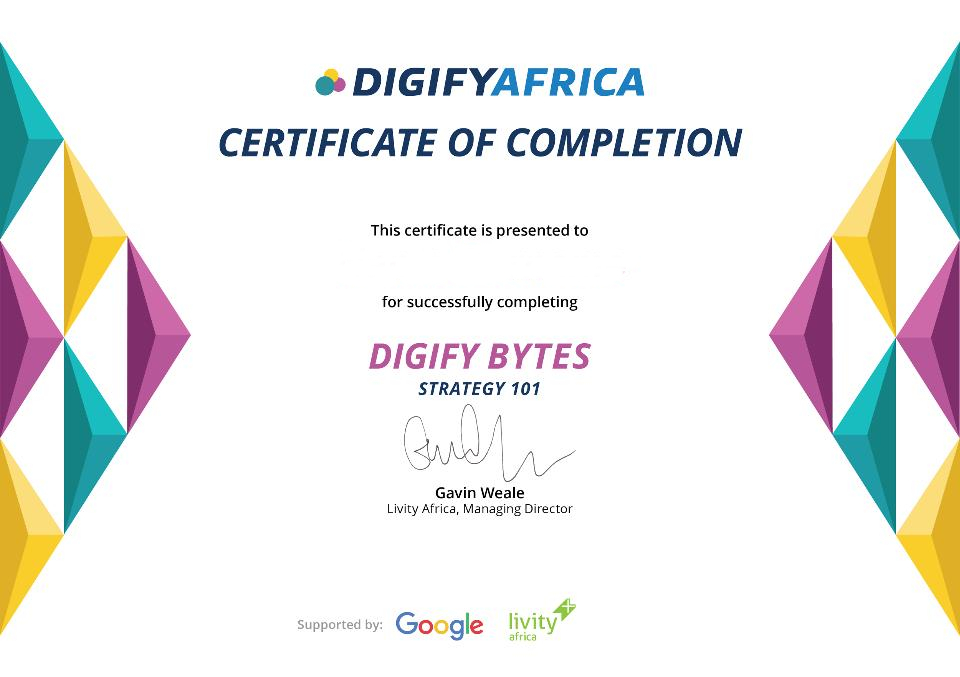 DIGIFYAFRICA
CERTIFICATE OF COMPLETION
This certificate is presented to
for successfully completing
DIGIFY BYTES
STRATEGY 101
Gavin Weale
Livity Africa, Managing Director
Supported by: Google livity africa